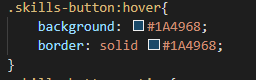 .skills-button:hover{
background: #1A4968;
border: solid #1A4968;
}